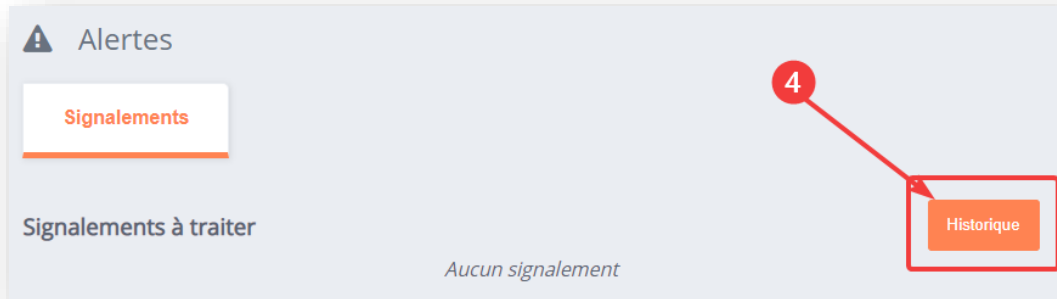 Alertes
4
Signalements
Signalements à traiter
Historique
Aucun signalement